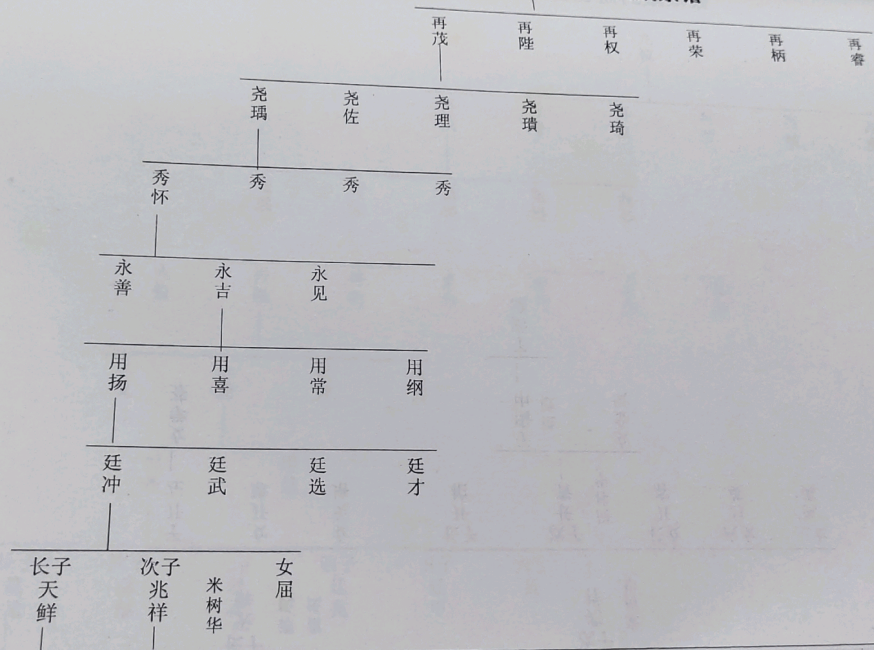 再茂 再陛 再权 再荣 再柄 再睿
尧瑀 尧佐 尧理 尧璝 尧琦
秀怀 秀 秀 秀
永善 永吉 永见
用扬 用喜 用常 用纲
廷冲 廷武 廷选 廷才
长子天鲜 次子兆祥 米树华 女屈